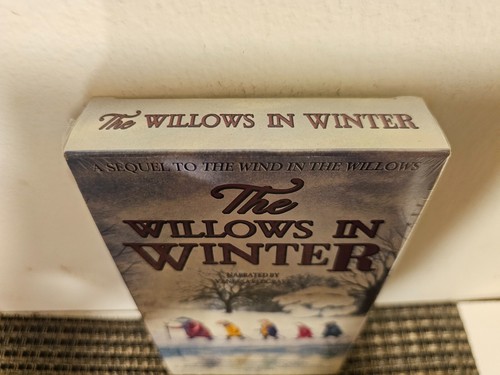 The WILLOWS IN WINTER
A SEQUEL TO THE WIND IN THE WILLOWS
The
WILLOWS IN
WINTER
NARRATED BY